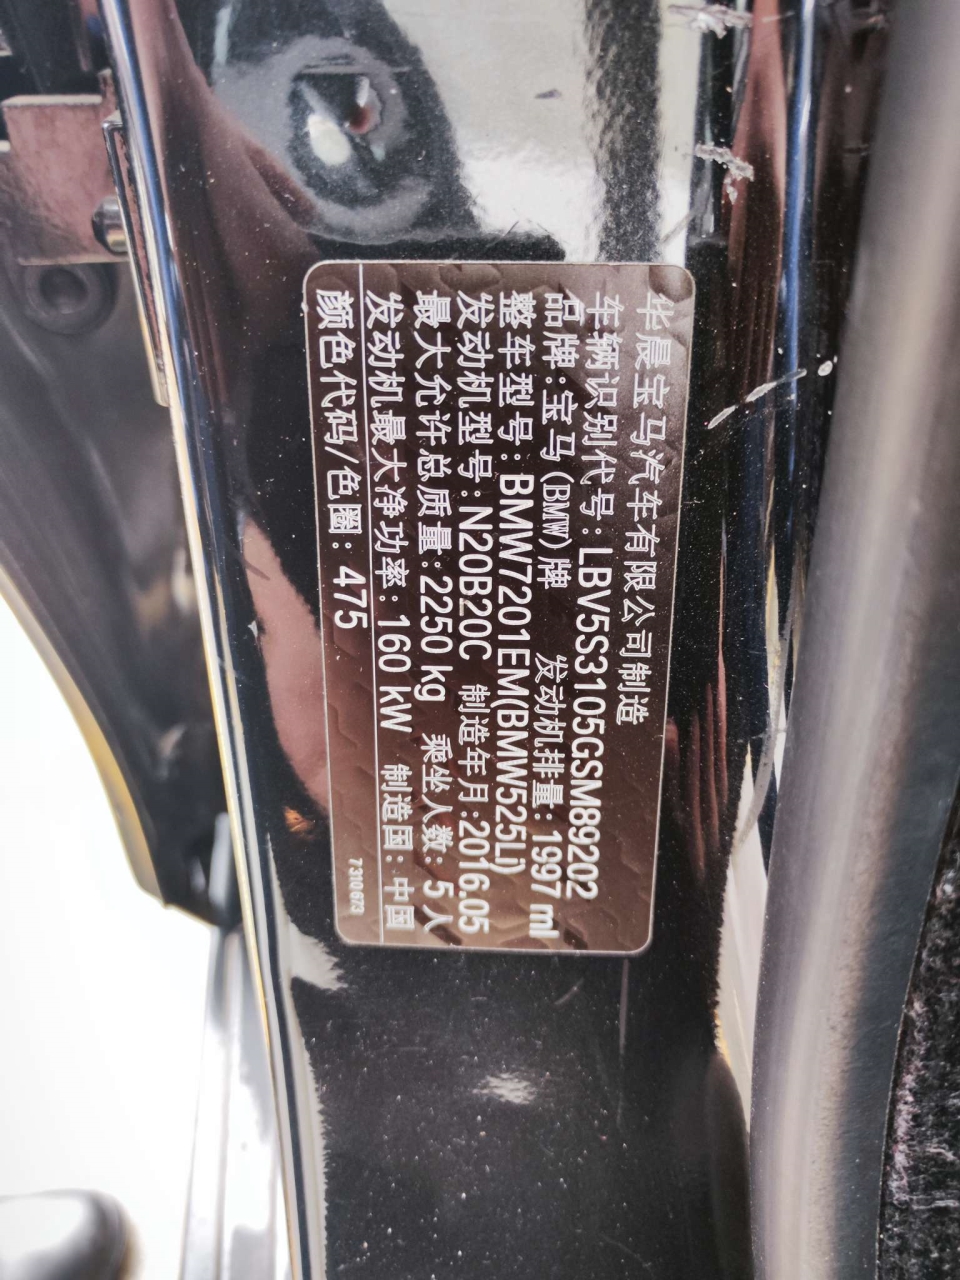 华晨宝马汽车有限公司制造
车辆识别代号:LBV5S3105GSM89202
品牌:宝马(BMW)牌 发动机排量:1997 ml
整车型号:BMW7201EM(BMW525Li)
发动机型号:N20B20C 制造年月:2016.05
最大允许总质量:2250 kg 乘坐人数:5人
发动机最大净功率:160 kW 制造国:中国
颜色代码/色圈:475
7310673